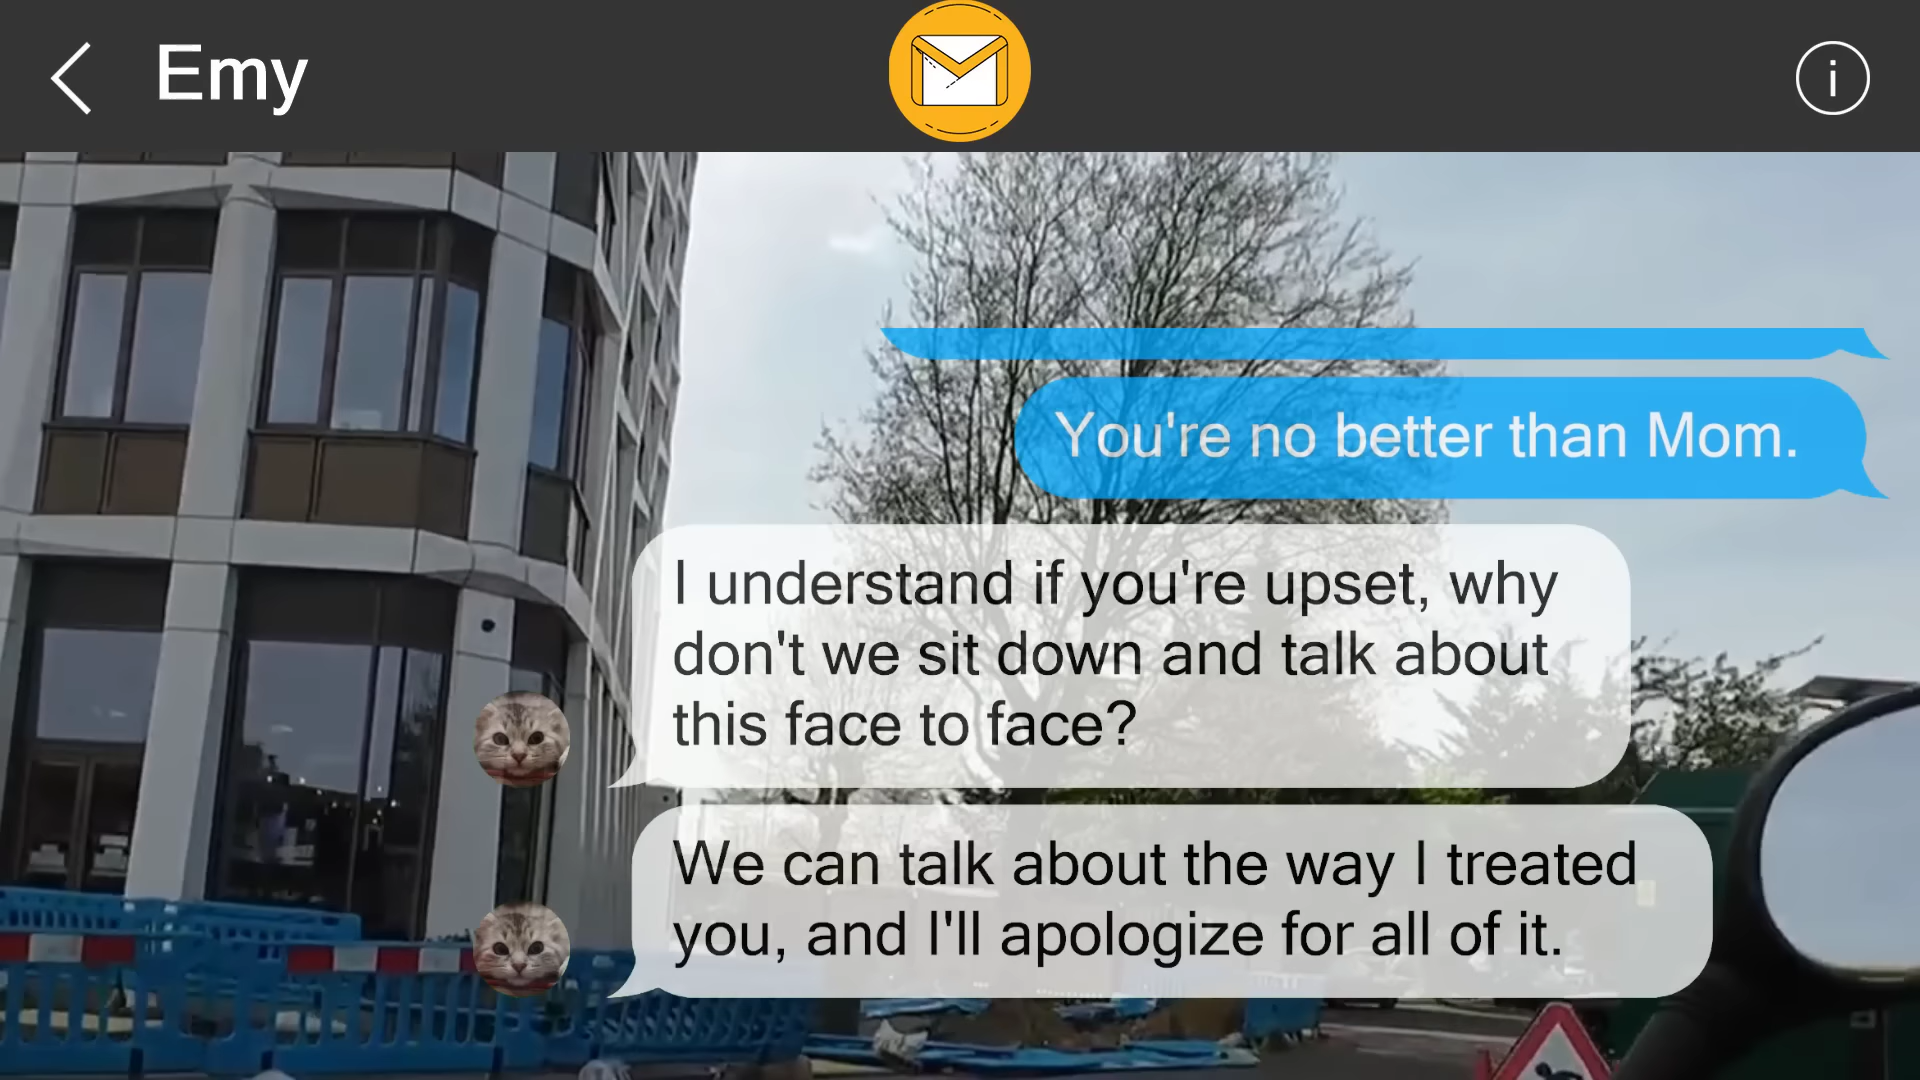 Emy
i
You're no better than Mom.
I understand if you're upset, why
don't we sit down and talk about
this face to face?
We can talk about the way I treated
you, and I'll apologize for all of it.